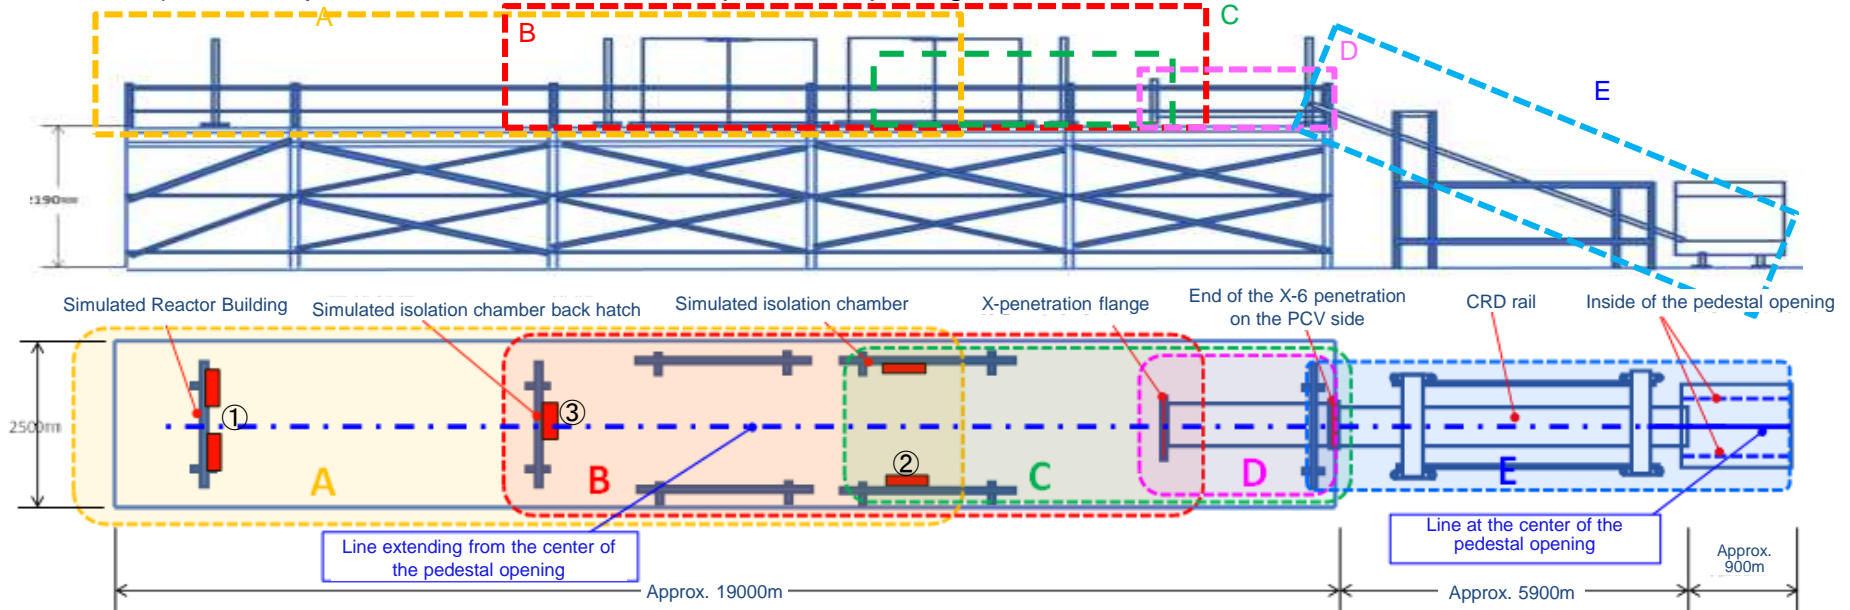 A
B
C
D
E
2190mm
Simulated Reactor Building
Simulated isolation chamber back hatch
Simulated isolation chamber
X-penetration flange
End of the X-6 penetration
on the PCV side
CRD rail
Inside of the pedestal opening
2500mm
①
③
②
A
B
C
D
E
Line extending from the center of
the pedestal opening
Line at the center of the
pedestal opening
Approx. 19000m
Approx. 5900m
Approx.
900m